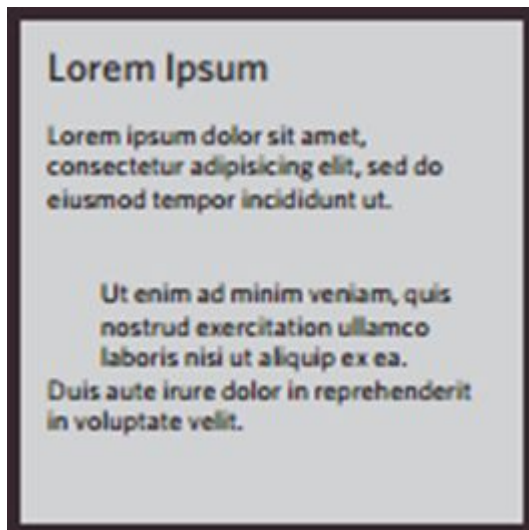 Lorem Ipsum
Lorem ipsum dolor sit amet,
consectetur adipisicing elit, sed do
eiusmod tempor incididunt ut.
Ut enim ad minim veniam, quis
nostrud exercitation ullamco
laboris nisi ut aliquip ex ea.
Duis aute irure dolor in reprehenderit
in voluptate velit.